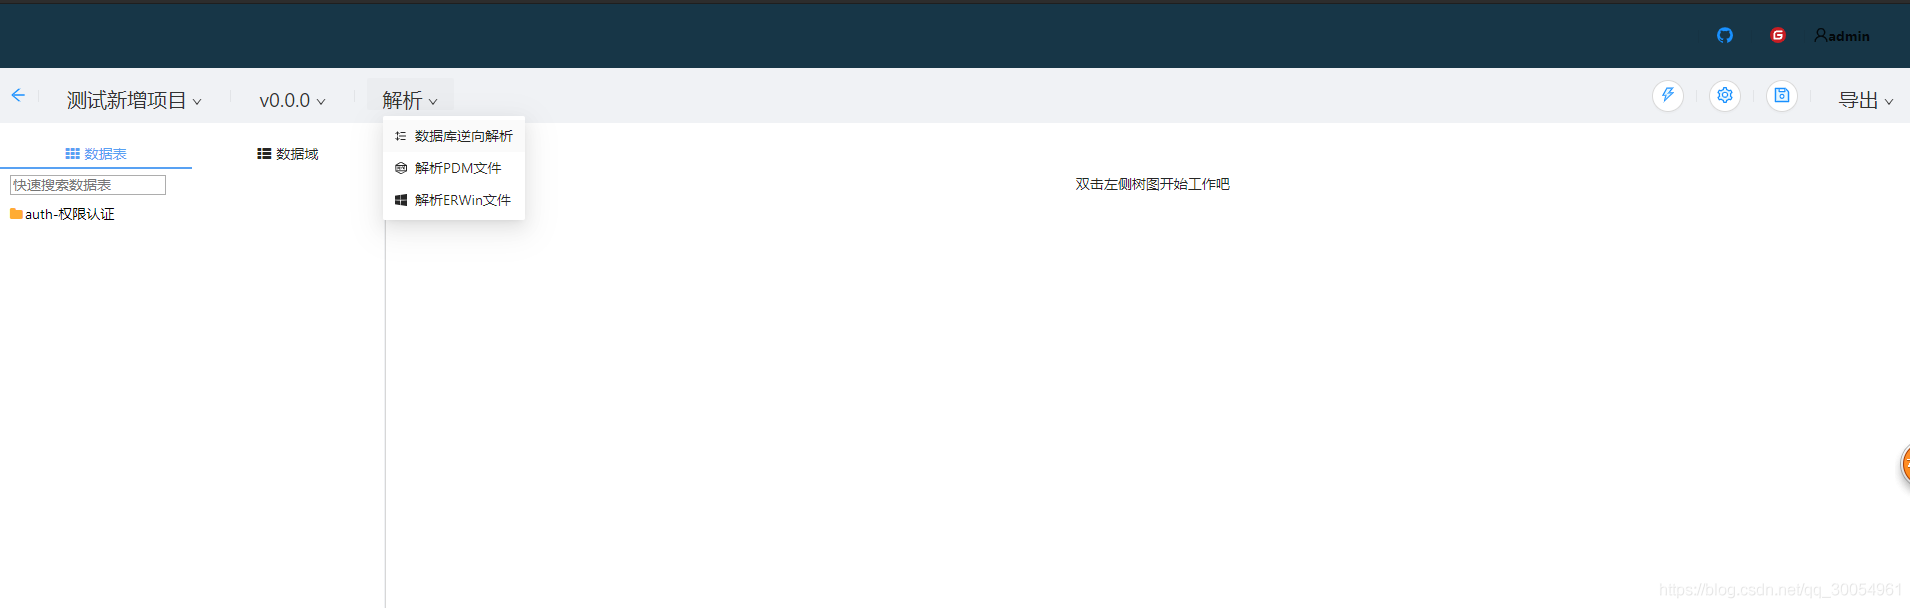 admin
测试新增项目 v0.0.0 解析 导出
数据表 数据域
数据库逆向解析
解析PDM文件
解析ERWin文件
快速搜索数据表
双击左侧树图开始工作吧
auth-权限认证
https://blog.csdn.net/qq_30054961